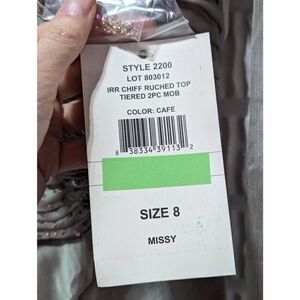 STYLE 2200
LOT 803012
IRR CHIFF RUCHED TOP
TIERED 2PC MOB
COLOR: CAFE
8 38334 39113 2
SIZE 8
MISSY